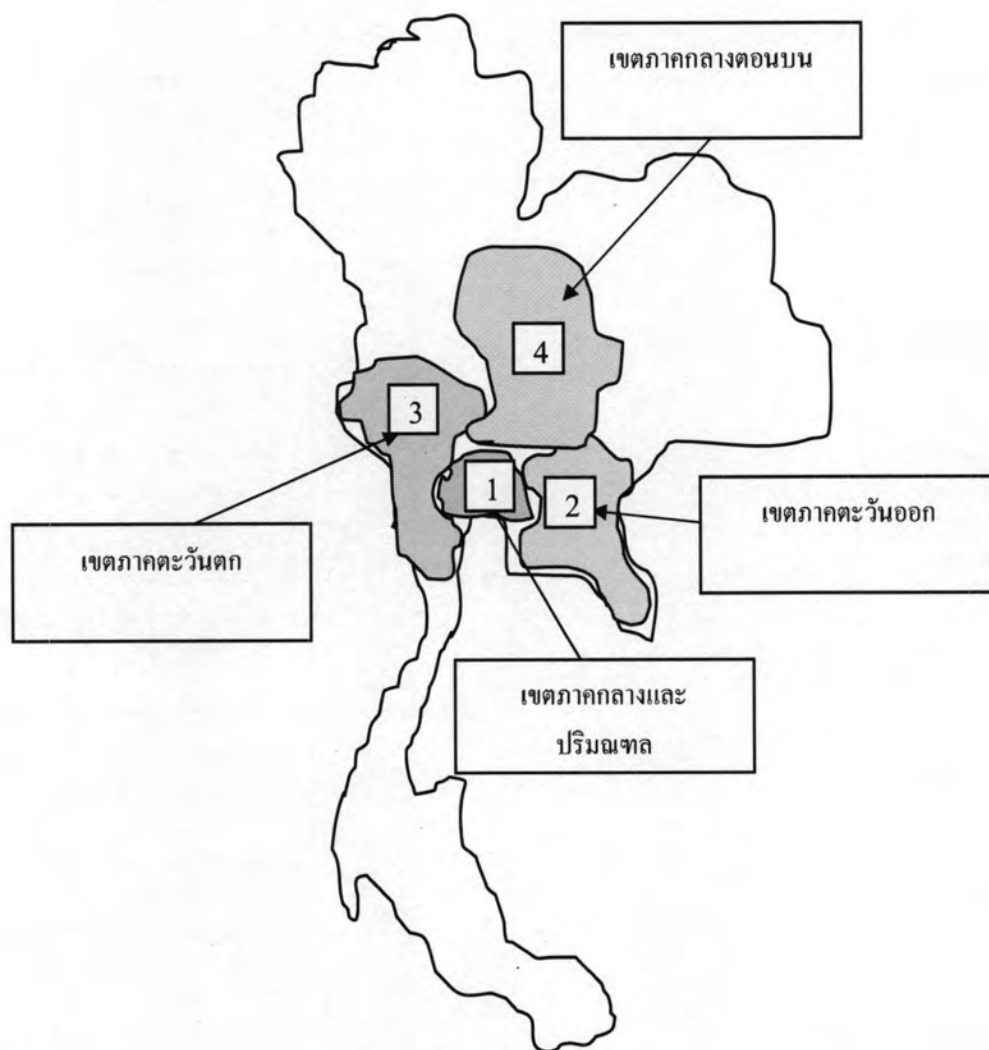 เขตภาคกลางตอนบน
4
3
1
2
เขตภาคตะวันออก
เขตภาคตะวันตก
เขตภาคกลางและ
ปริมณฑล